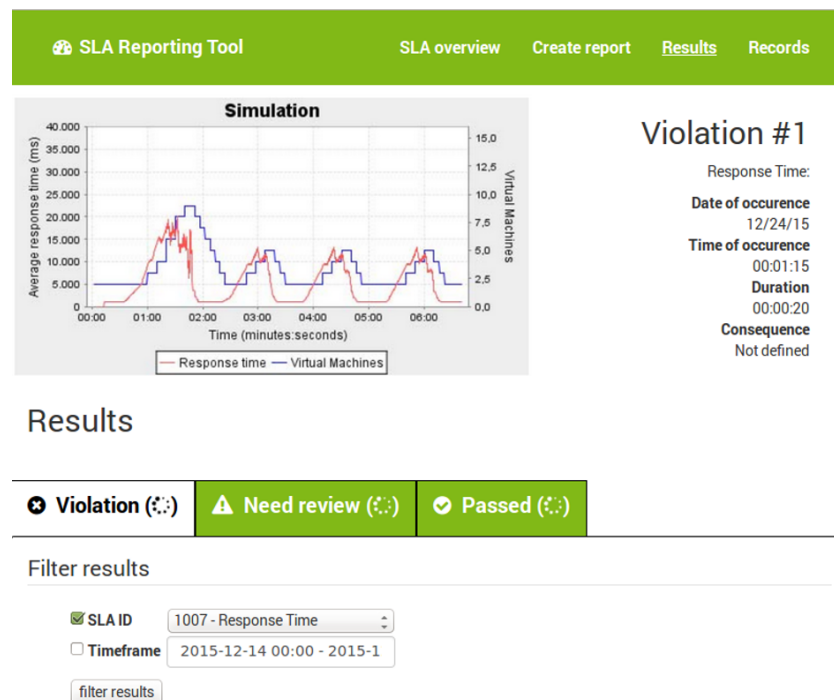 SLA Reporting Tool
SLA overview Create report Results Records
Simulation
40.000
35.000
30.000
25.000
20.000
15.000
10.000
5.000
0
Average response time (ms)
15,0
12,5
10,0
7,5
5,0
2,5
0,0
Virtual Machines
00:00 01:00 02:00 03:00 04:00 05:00 06:00
Time (minutes:seconds)
Response time Virtual Machines
Violation #1
Response Time:
Date of occurence
12/24/15
Time of occurence
00:01:15
Duration
00:00:20
Consequence
Not defined
Results
Violation ( ) Need review ( ) Passed ( )
Filter results
SLA ID 1007 - Response Time
Timeframe 2015-12-14 00:00 - 2015-1
filter results